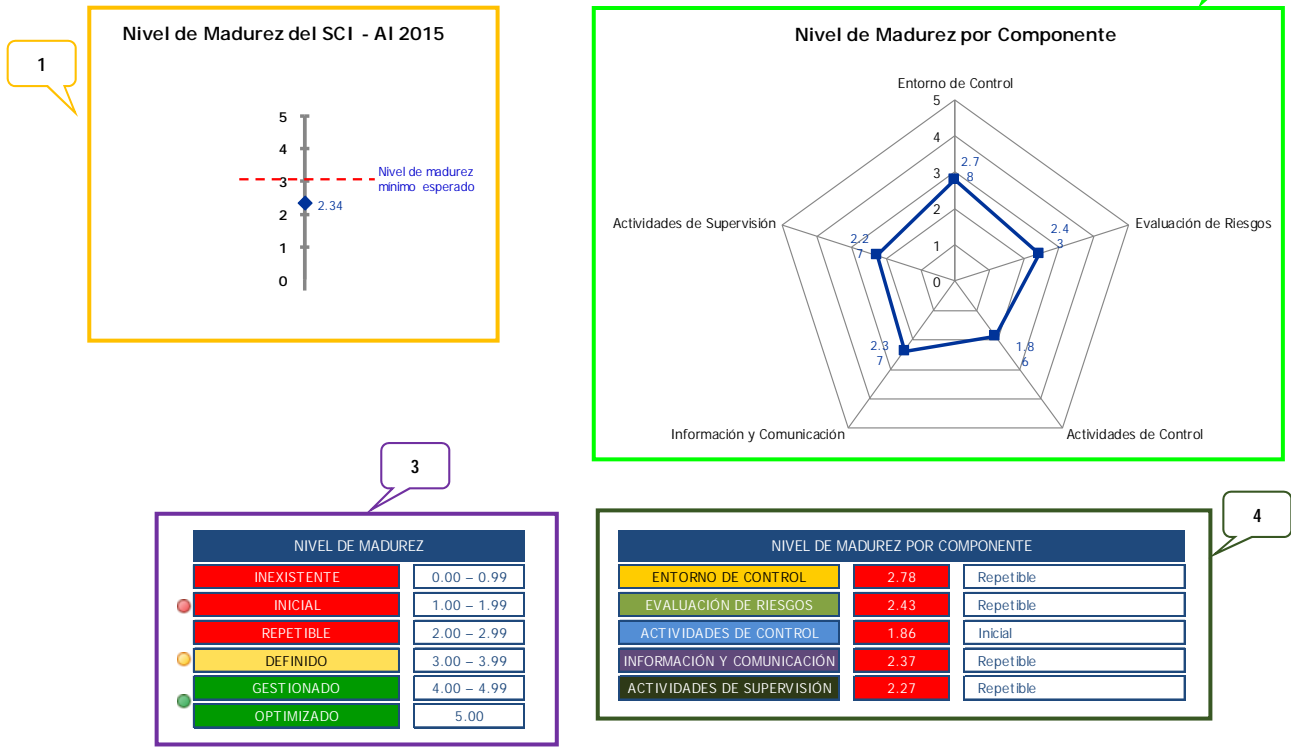 1
Nivel de Madurez del SCI - AI 2015
5
4
3
2
1
0
Nivel de madurez
mínimo esperado
2.34
Nivel de Madurez por Componente
Entorno de Control
5
4
3
2
1
0
2.7
8
Evaluación de Riesgos
2.4
3
Actividades de Supervisión
2.2
7
2.3
7
1.8
6
Información y Comunicación
Actividades de Control
3
NIVEL DE MADUREZ
INEXISTENTE 0.00 – 0.99
INICIAL 1.00 – 1.99
REPETIBLE 2.00 – 2.99
DEFINIDO 3.00 – 3.99
GESTIONADO 4.00 – 4.99
OPTIMIZADO 5.00
4
NIVEL DE MADUREZ POR COMPONENTE
ENTORNO DE CONTROL 2.78 Repetible
EVALUACIÓN DE RIESGOS 2.43 Repetible
ACTIVIDADES DE CONTROL 1.86 Inicial
INFORMACIÓN Y COMUNICACIÓN 2.37 Repetible
ACTIVIDADES DE SUPERVISIÓN 2.27 Repetible